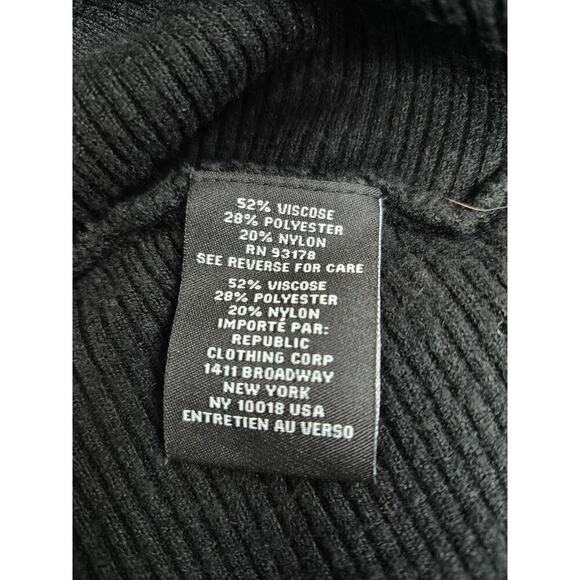 52% VISCOSE
28% POLYESTER
20% NYLON
RN 93178
SEE REVERSE FOR CARE
52% VISCOSE
28% POLYESTER
20% NYLON
IMPORTÉ PAR:
REPUBLIC
CLOTHING CORP
1411 BROADWAY
NEW YORK
NY 10018 USA
ENTRETIEN AU VERSO